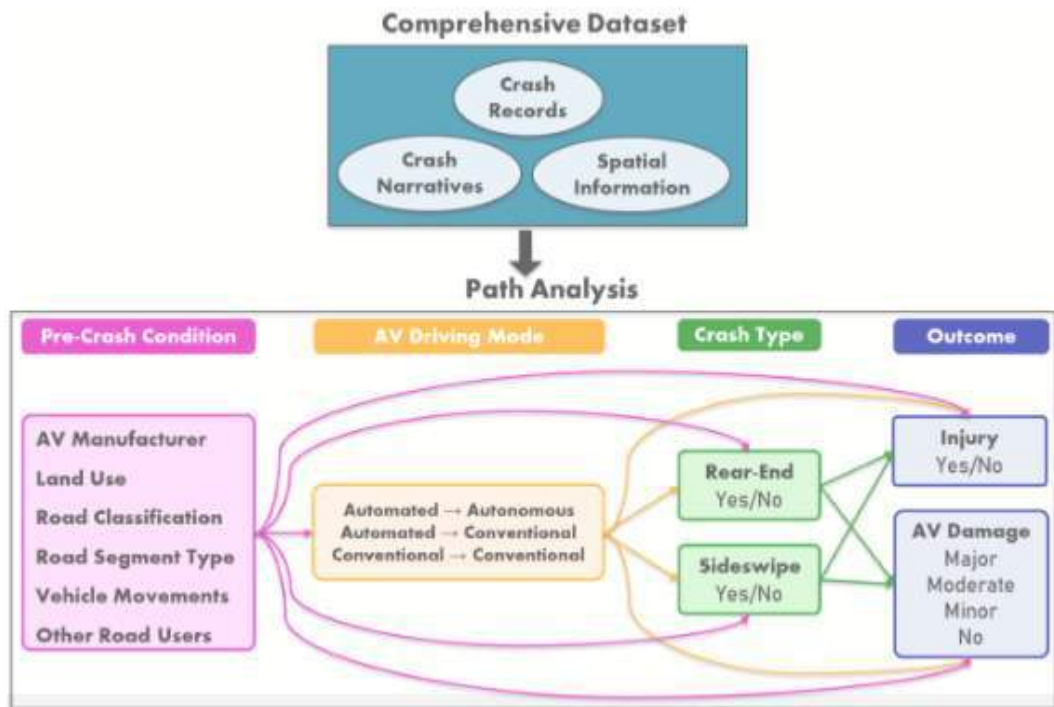 Comprehensive Dataset
Crash
Records
Crash
Narratives
Spatial
Information
Path Analysis
Pre-Crash Condition
AV Driving Mode
Crash Type
Outcome
AV Manufacturer
Land Use
Road Classification
Road Segment Type
Vehicle Movements
Other Road Users
Automated → Autonomous
Automated → Conventional
Conventional → Conventional
Rear-End
Yes/No
Sideswipe
Yes/No
Injury
Yes/No
AV Damage
Major
Moderate
Minor
No